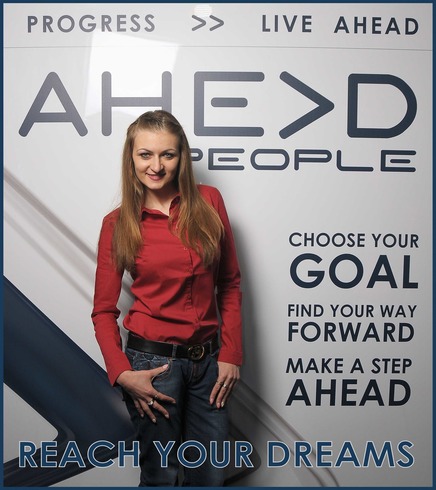 PROGRESS >> LIVE AHEAD
AHE>D
PEOPLE
CHOOSE YOUR
GOAL
FIND YOUR WAY
FORWARD
MAKE A STEP
AHEAD
REACH YOUR DREAMS